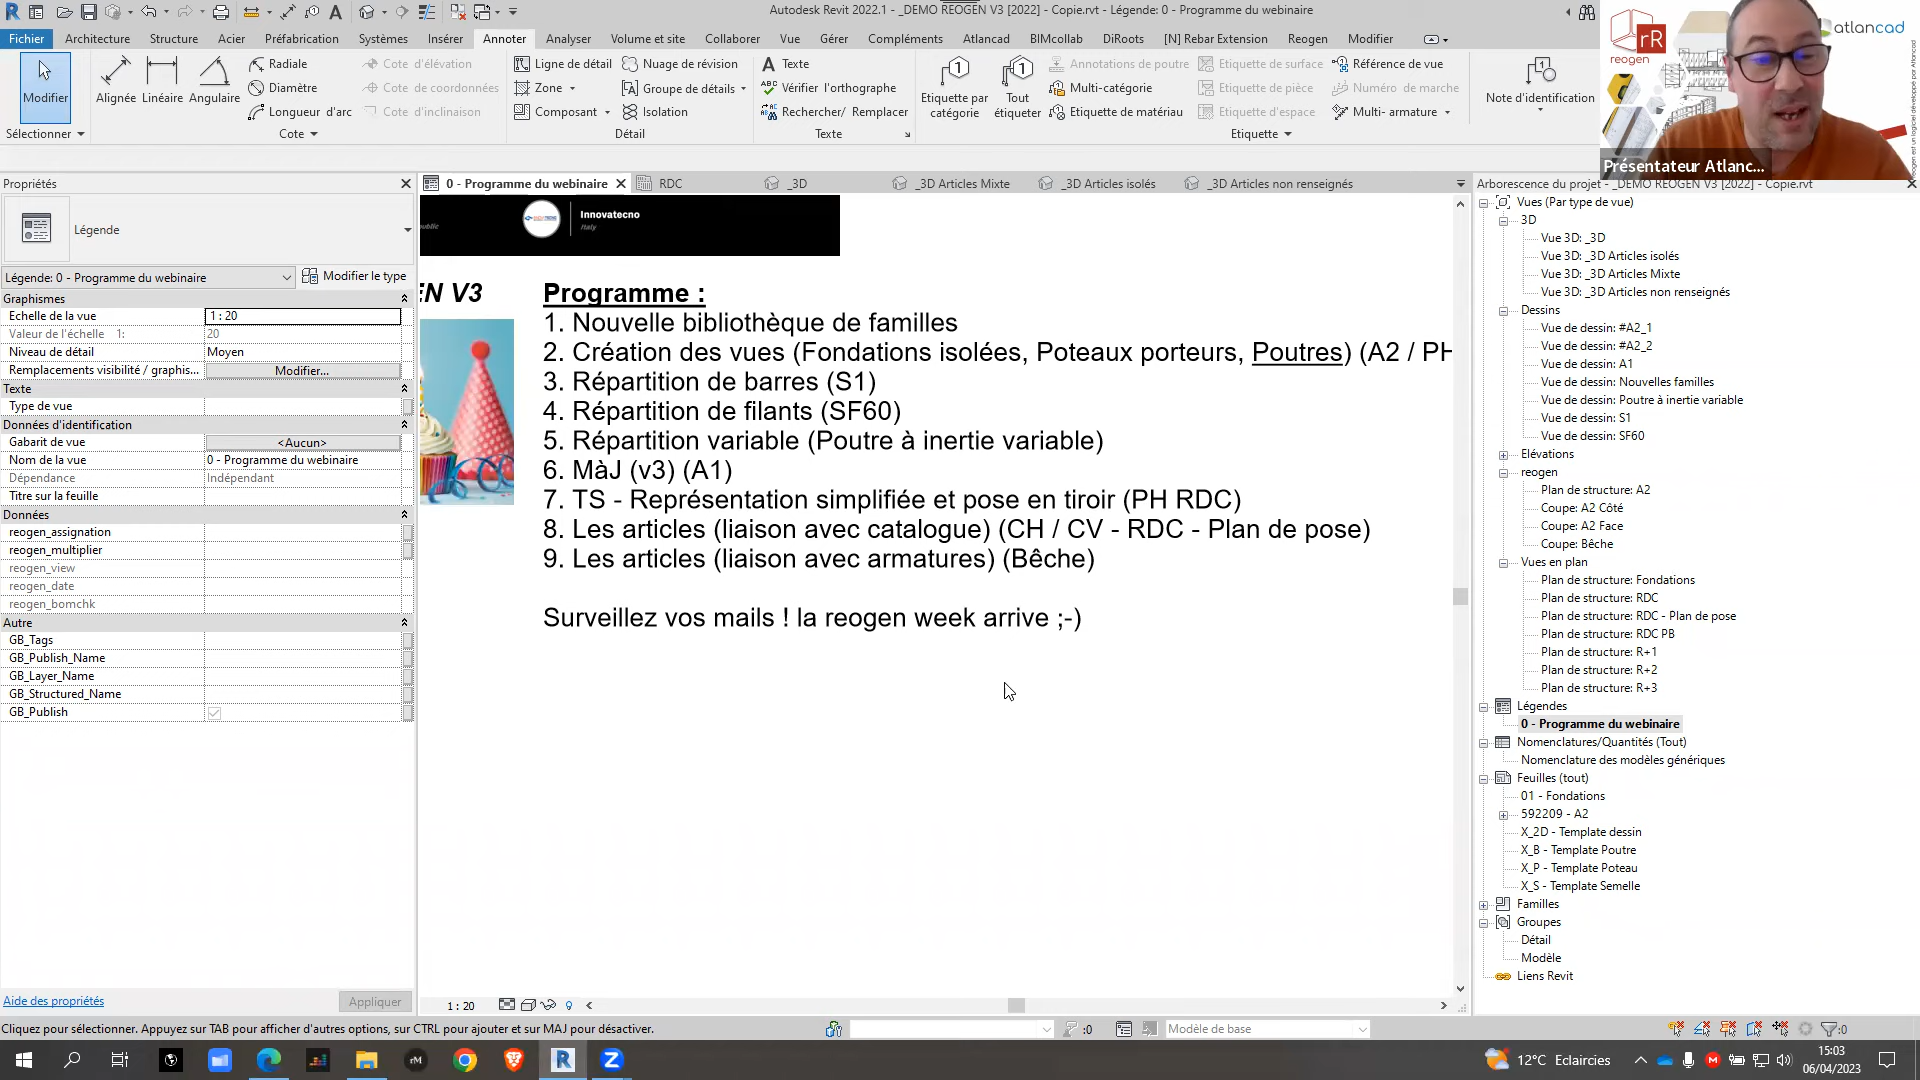 Autodesk Revit 2022.1 - _DEMO REOGEN V3 [2022] - Copie.rvt - Légende: 0 - Programme du webinaire
Fichier Architecture Structure Acier Préfabrication Systèmes Insérer Annoter Analyser Volume et site Collaborer Vue Gérer Compléments Atlancad BIMcollab DiRoots [N] Rebar Extension Reogen Modifier
Modifier
Sélectionner
Alignée Linéaire Angulaire
Radiale
Diamètre
Longueur d'arc
Cote d'élévation
Cote de coordonnées
Cote d'inclinaison
Cote
Ligne de détail
Zone
Composant
Nuage de révision
Groupe de détails
Isolation
Détail
Texte
Vérifier l'orthographe
Rechercher/ Remplacer
Texte
Etiquette par catégorie
Tout étiqueter
Annotations de poutre
Multi-catégorie
Etiquette de matériau
Etiquette de surface
Etiquette de pièce
Etiquette d'espace
Référence de vue
Numéro de marche
Multi- armature
Etiquette
Note d'identification
reogen
atlancad
Présentateur Atlanc...
Propriétés
Légende
Légende: 0 - Programme du webinaire
Modifier le type
Graphismes
Echelle de la vue 1 : 20
Valeur de l'échelle 1: 20
Niveau de détail Moyen
Remplacements visibilité / graphis... Modifier...
Texte
Type de vue
Données d'identification
Gabarit de vue <Aucun>
Nom de la vue 0 - Programme du webinaire
Dépendance Indépendant
Titre sur la feuille
Données
reogen_assignation
reogen_multiplier
reogen_view
reogen_date
reogen_bomchk
Autre
GB_Tags
GB_Publish_Name
GB_Layer_Name
GB_Structured_Name
GB_Publish
Aide des propriétés
Appliquer
0 - Programme du webinaire RDC _3D _3D Articles Mixte _3D Articles isolés _3D Articles non renseignés
Innovatecno
Italy
EN V3
Programme :
1. Nouvelle bibliothèque de familles
2. Création des vues (Fondations isolées, Poteaux porteurs, Poutres) (A2 / PH
3. Répartition de barres (S1)
4. Répartition de filants (SF60)
5. Répartition variable (Poutre à inertie variable)
6. MàJ (v3) (A1)
7. TS - Représentation simplifiée et pose en tiroir (PH RDC)
8. Les articles (liaison avec catalogue) (CH / CV - RDC - Plan de pose)
9. Les articles (liaison avec armatures) (Bêche)
Surveillez vos mails ! la reogen week arrive ;-)
1 : 20
Arborescence du projet - _DEMO REOGEN V3 [2022] - Copie.rvt
Vues (Par type de vue)
3D
Vue 3D: _3D
Vue 3D: _3D Articles isolés
Vue 3D: _3D Articles Mixte
Vue 3D: _3D Articles non renseignés
Dessins
Vue de dessin: #A2_1
Vue de dessin: #A2_2
Vue de dessin: A1
Vue de dessin: Nouvelles familles
Vue de dessin: Poutre à inertie variable
Vue de dessin: S1
Vue de dessin: SF60
Elévations
reogen
Plan de structure: A2
Coupe: A2 Côté
Coupe: A2 Face
Coupe: Bêche
Vues en plan
Plan de structure: Fondations
Plan de structure: RDC
Plan de structure: RDC - Plan de pose
Plan de structure: RDC PB
Plan de structure: R+1
Plan de structure: R+2
Plan de structure: R+3
Légendes
0 - Programme du webinaire
Nomenclatures/Quantités (Tout)
Nomenclature des modèles génériques
Feuilles (tout)
01 - Fondations
592209 - A2
X_2D - Template dessin
X_B - Template Poutre
X_P - Template Poteau
X_S - Template Semelle
Familles
Groupes
Détail
Modèle
Liens Revit
Cliquez pour sélectionner. Appuyez sur TAB pour afficher d'autres options, sur CTRL pour ajouter et sur MAJ pour désactiver.
:0
Modèle de base
:0
12°C Eclaircies
15:03
06/04/2023